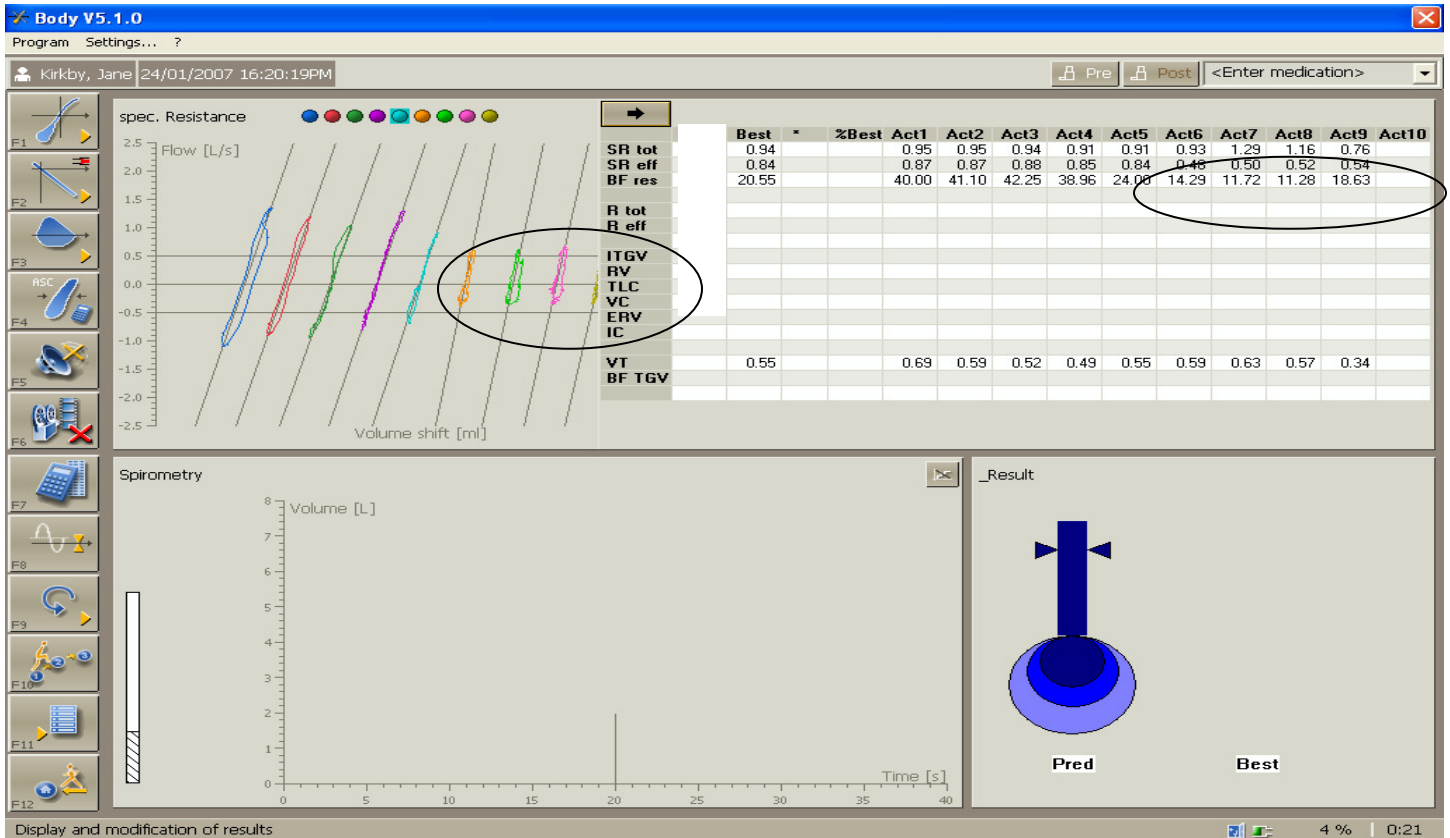 Body V5.1.0
Program Settings... ?
Kirkby, Jane 24/01/2007 16:20:19PM Pre Post <Enter medication>
F1
F2
F3
ASC
F4
F5
F6
F7
F8
F9
F10
F11
F12
spec. Resistance
Flow [L/s]
2.5
2.0
1.5
1.0
0.5
0.0
-0.5
-1.0
-1.5
-2.0
-2.5
Volume shift [ml]
Best * %Best Act1 Act2 Act3 Act4 Act5 Act6 Act7 Act8 Act9 Act10
SR tot 0.94 0.95 0.95 0.94 0.91 0.91 0.93 1.29 1.16 0.76
SR eff 0.84 0.87 0.87 0.88 0.85 0.84 0.48 0.50 0.52 0.54
BF res 20.55 40.00 41.10 42.25 38.96 24.00 14.29 11.72 11.28 18.63
R tot
R eff
ITGV
RV
TLC
VC
ERV
IC
VT 0.55 0.69 0.59 0.52 0.49 0.55 0.59 0.63 0.57 0.34
BF TGV
Spirometry
Volume [L]
8
7
6
5
4
3
2
1
0
Time [s]
0 5 10 15 20 25 30 35 40
_Result
Pred Best
Display and modification of results 4 % 0:21